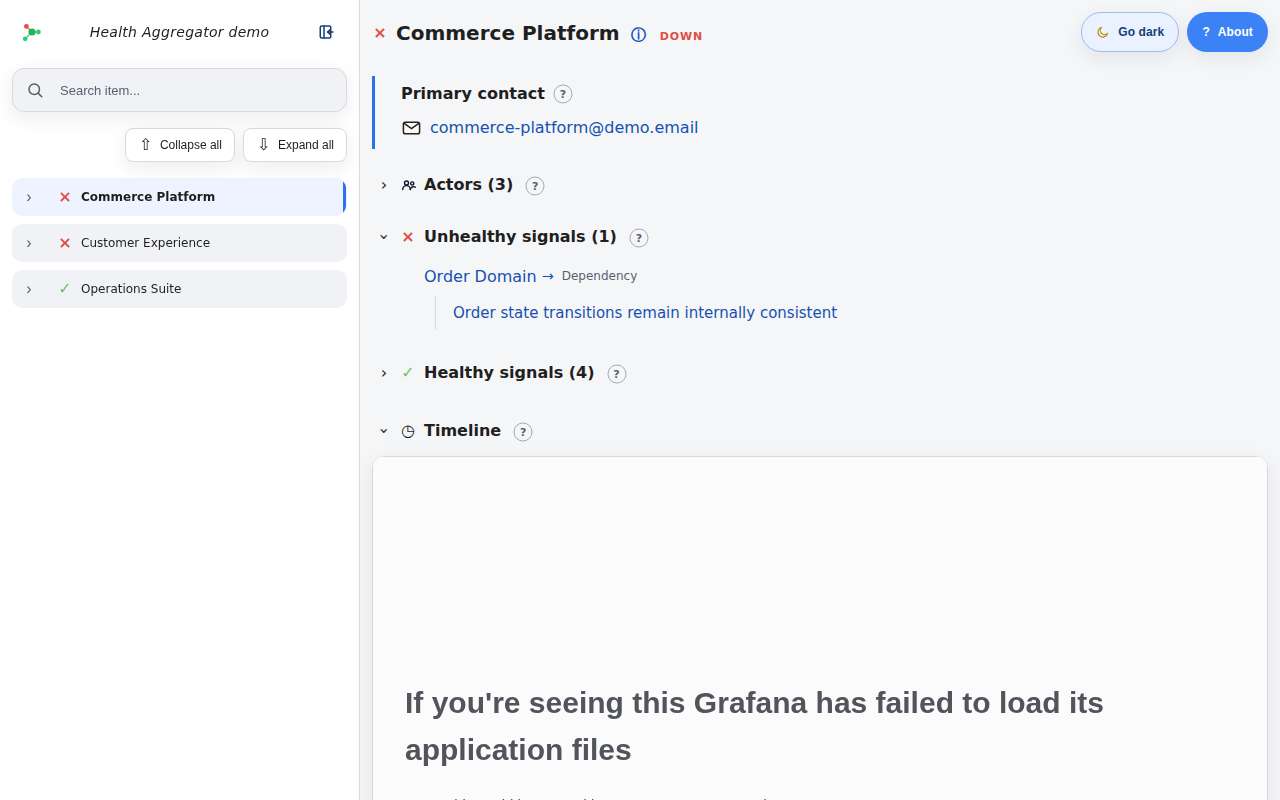 Health Aggregator demo
Search item...
⇧ Collapse all
⇩ Expand all
Commerce Platform
Customer Experience
Operations Suite
Commerce Platform DOWN
Go dark
? About
Primary contact ?
commerce-platform@demo.email
Actors (3) ?
Unhealthy signals (1) ?
Order Domain → Dependency
Order state transitions remain internally consistent
Healthy signals (4) ?
Timeline ?
If you're seeing this Grafana has failed to load its
application files